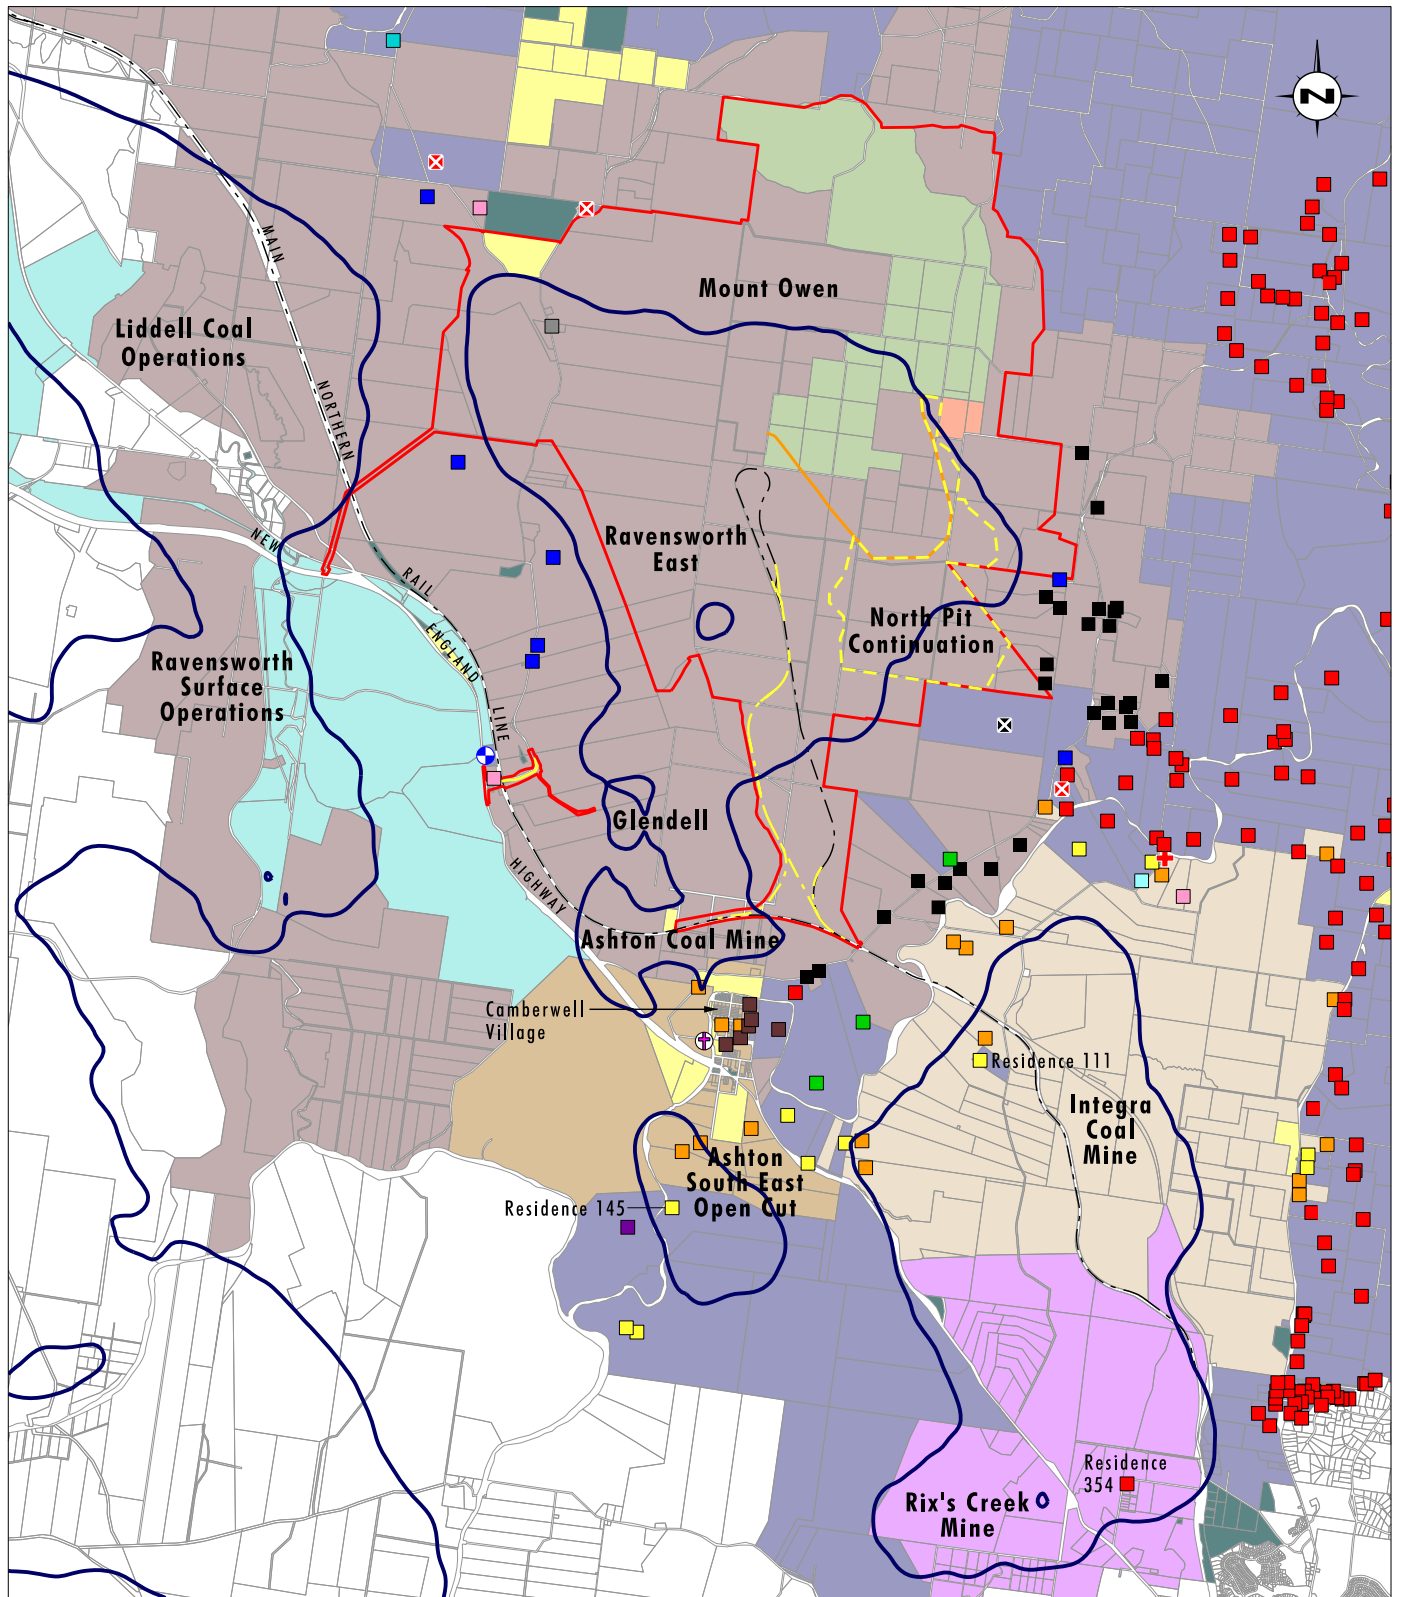 N
MAIN
Mount Owen
Liddell Coal
Operations
NORTHERN
NEW
Ravensworth
East
RAIL
North Pit
Continuation
ENGLAND
Ravensworth
Surface
Operations
LINE
Glendell
HIGHWAY
Ashton Coal Mine
Camberwell
Village
Residence 111
Integra
Coal
Mine
Ashton
South East
Open Cut
Residence 145
Residence
354
Rix's Creek
Mine